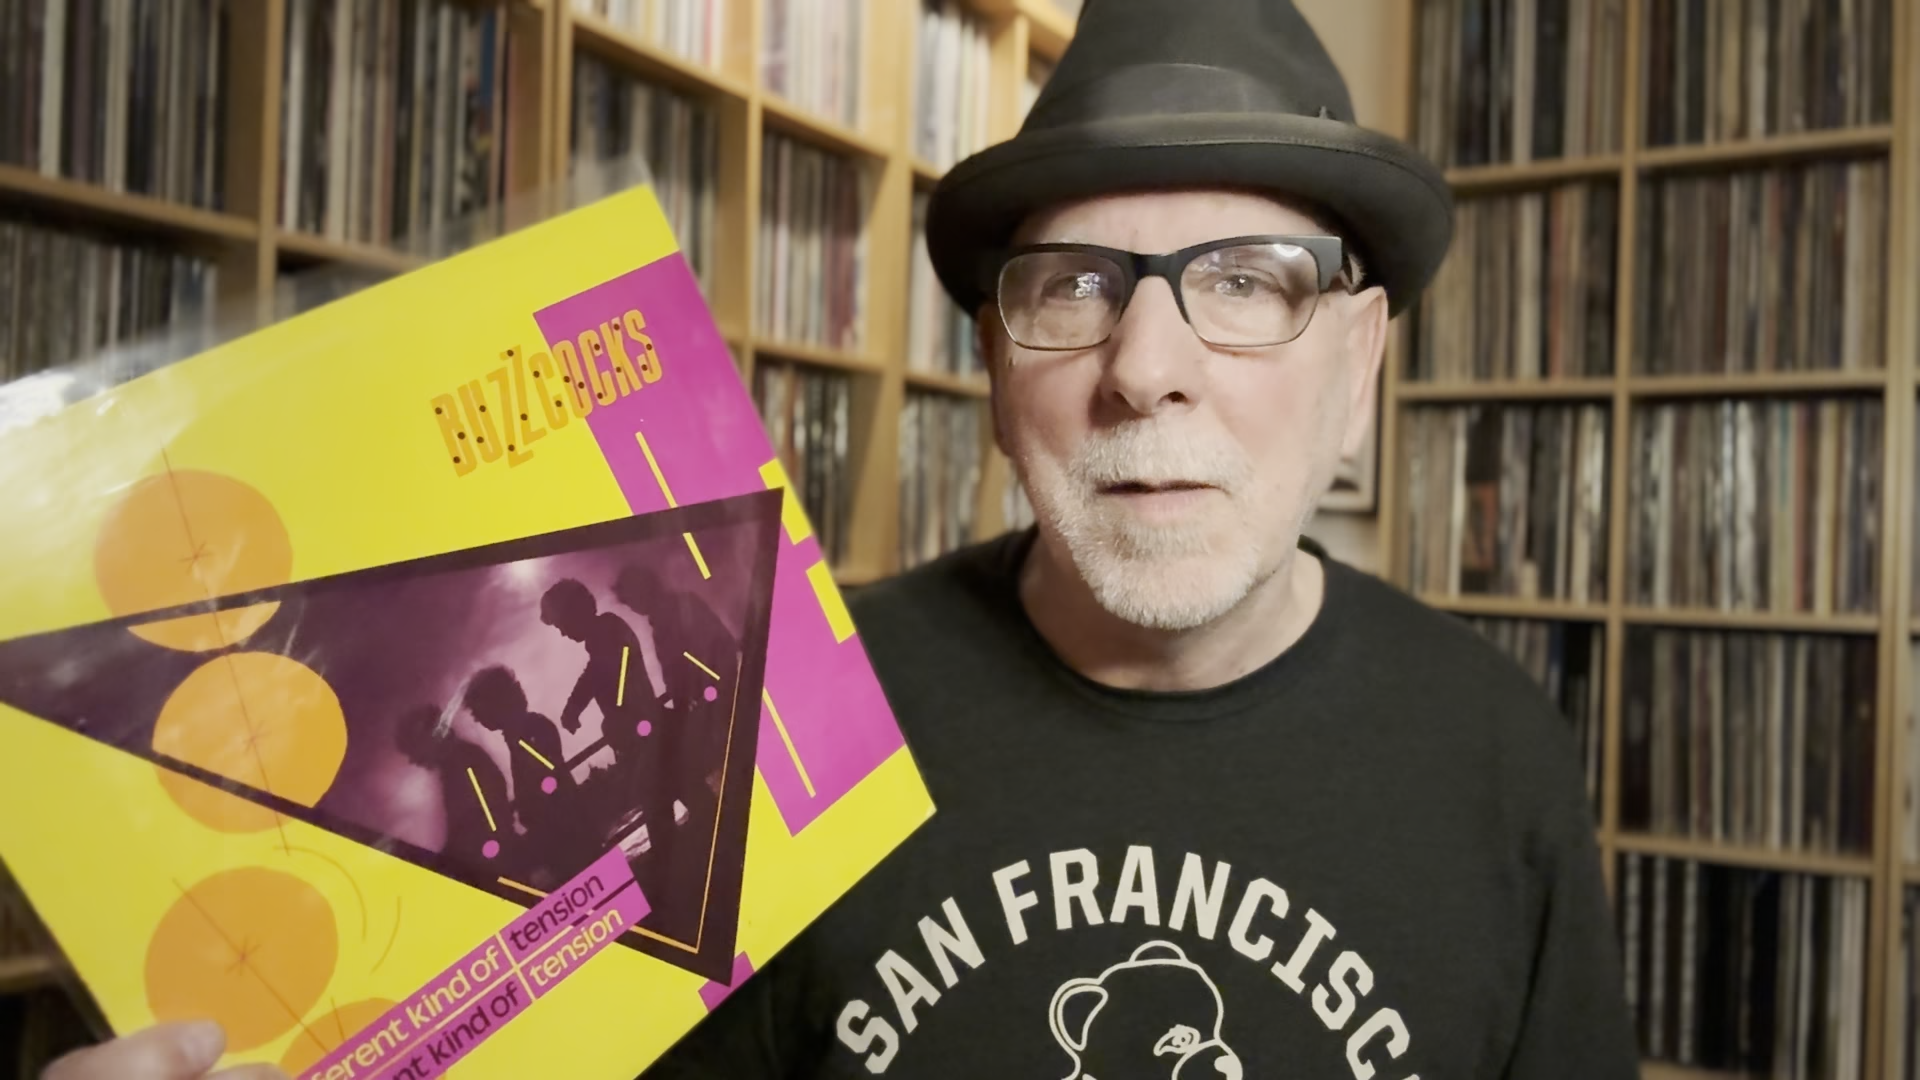 BUZZCOCKS
ferent kind of tension
nt kind of tension
SAN FRANCISC